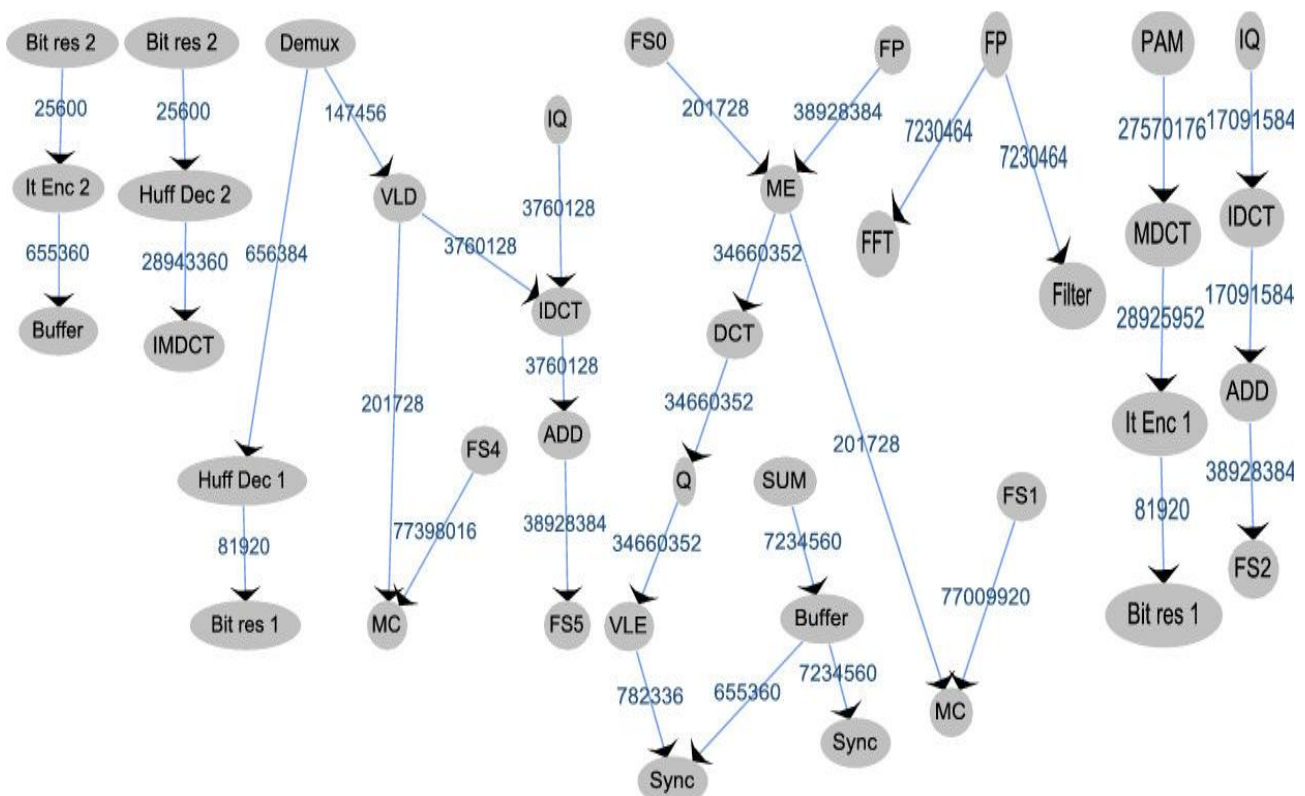 Bit res 2
Bit res 2
Demux
FS0
FP
FP
PAM
IQ
25600
25600
147456
IQ
201728
38928384
7230464
7230464
27570176
17091584
It Enc 2
Huff Dec 2
VLD
ME
3760128
FFT
MDCT
IDCT
655360
28943360
656384
3760128
34660352
Filter
17091584
Buffer
IMDCT
IDCT
DCT
28925952
3760128
201728
34660352
ADD
It Enc 1
FS4
ADD
201728
Huff Dec 1
Q
SUM
FS1
38928384
81920
77398016
38928384
34660352
7234560
81920
FS2
Bit res 1
MC
FS5
VLE
Buffer
77009920
Bit res 1
782336
655360
7234560
MC
Sync
Sync